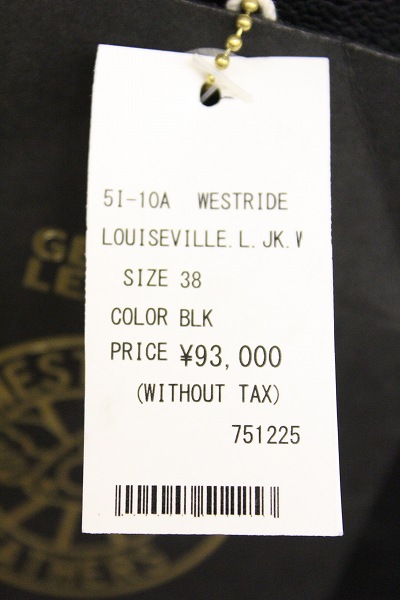 5I-10A WESTRIDE
LOUISEVILLE.L.JK.V
SIZE 38
COLOR BLK
PRICE ¥93,000
(WITHOUT TAX)
751225